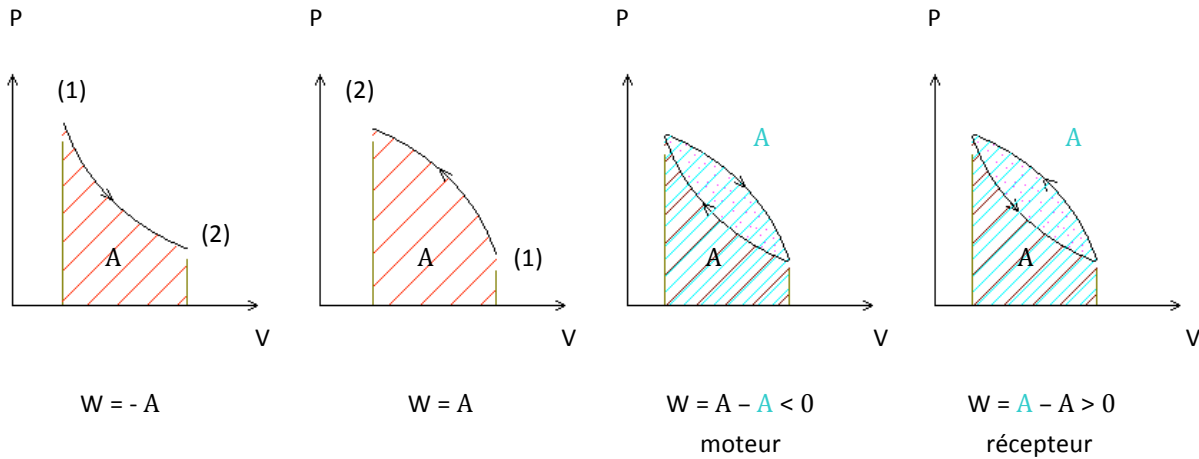 P P P P
(1) (2) A A
(2) (1)
A A A A
V V V V
W = - A W = A W = A – A < 0 W = A – A > 0
moteur récepteur